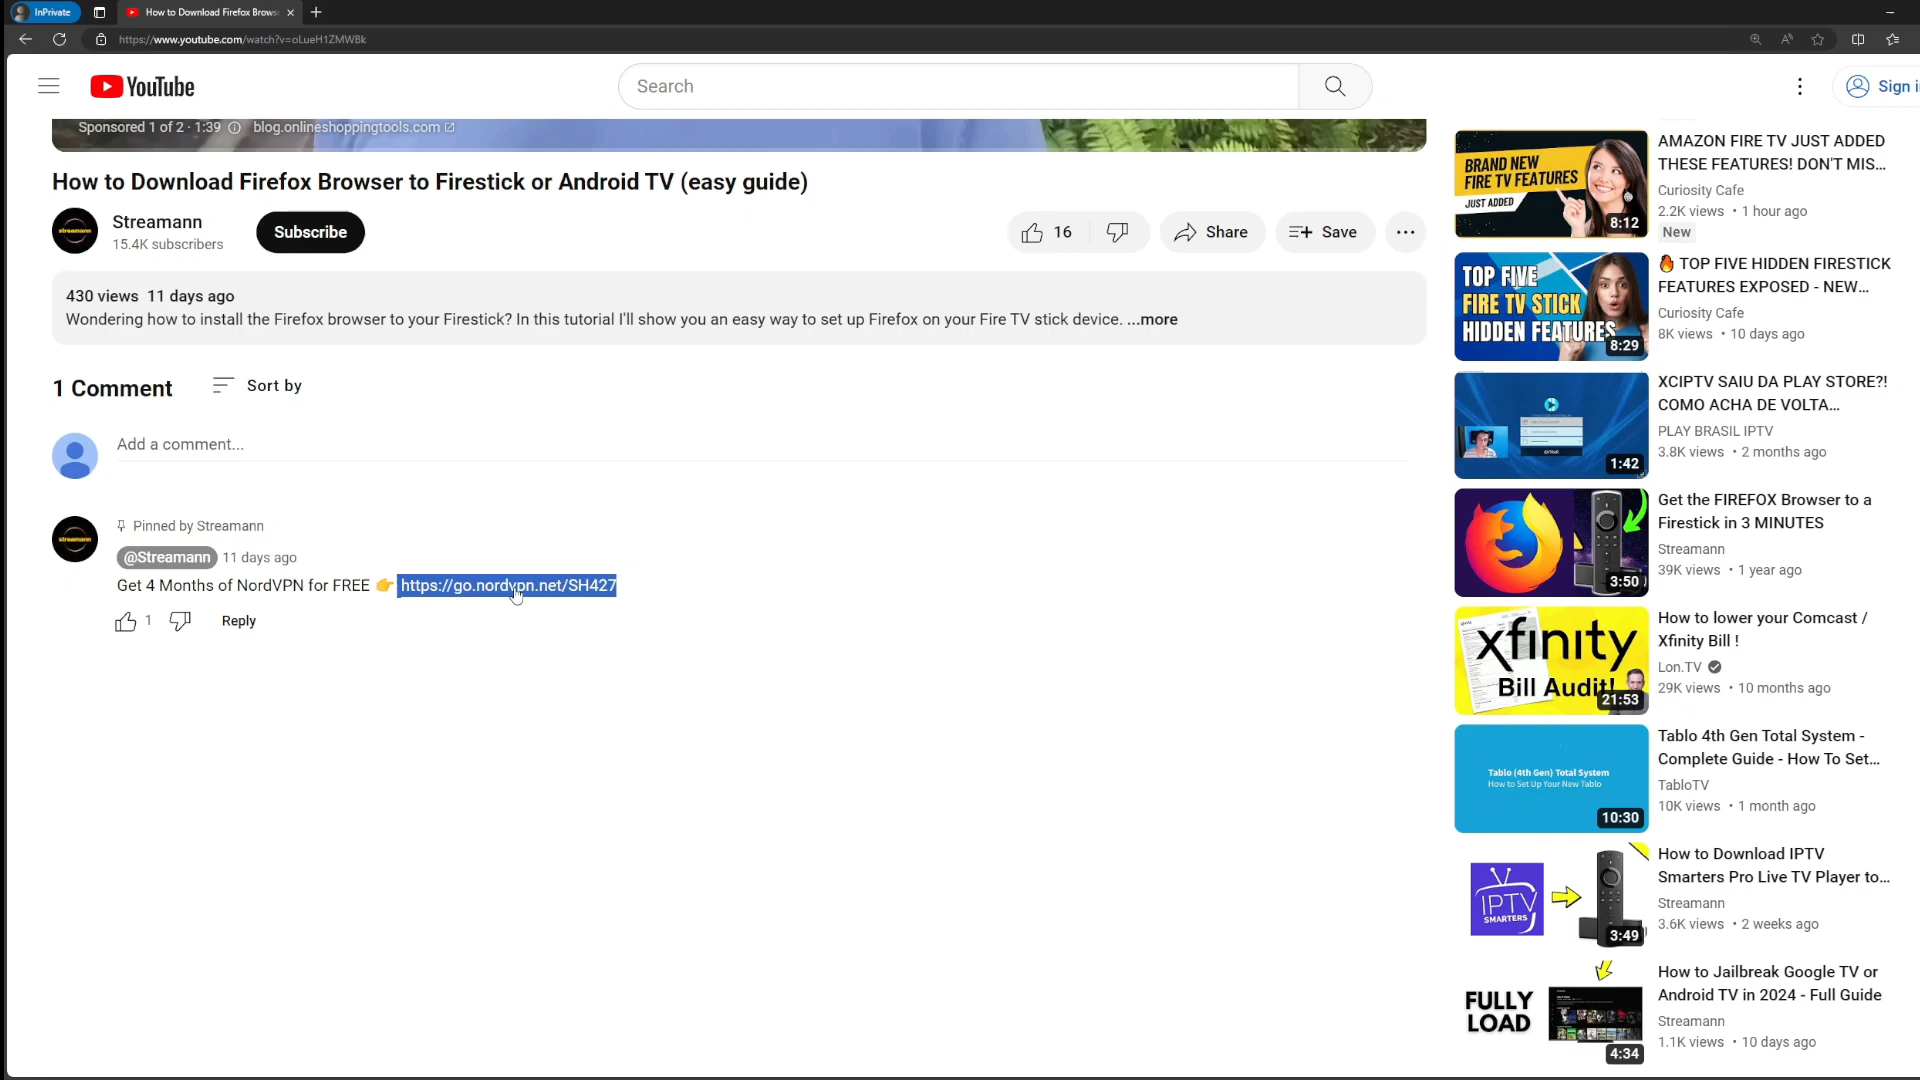 InPrivate
How to Download Firefox Brows
https://www.youtube.com/watch?v=oLueH1ZMWBk
YouTube
Search
Sign i
Sponsored 1 of 2 · 1:39 blog.onlineshoppingtools.com
How to Download Firefox Browser to Firestick or Android TV (easy guide)
Streamann
15.4K subscribers
Subscribe
16
Share
Save
430 views 11 days ago
Wondering how to install the Firefox browser to your Firestick? In this tutorial I'll show you an easy way to set up Firefox on your Fire TV stick device. ...more
1 Comment
Sort by
Add a comment...
streamann
Pinned by Streamann
@Streamann 11 days ago
Get 4 Months of NordVPN for FREE 👉 https://go.nordvpn.net/SH427
1
Reply
BRAND NEW
FIRE TV FEATURES
JUST ADDED
8:12
AMAZON FIRE TV JUST ADDED
THESE FEATURES! DON'T MIS...
Curiosity Cafe
2.2K views • 1 hour ago
New
TOP FIVE
FIRE TV STICK
HIDDEN FEATURES
8:29
🔥 TOP FIVE HIDDEN FIRESTICK
FEATURES EXPOSED - NEW...
Curiosity Cafe
8K views • 10 days ago
1:42
XCIPTV SAIU DA PLAY STORE?!
COMO ACHA DE VOLTA...
PLAY BRASIL IPTV
3.8K views • 2 months ago
3:50
Get the FIREFOX Browser to a
Firestick in 3 MINUTES
Streamann
39K views • 1 year ago
xfinity
Bill Audit!
21:53
How to lower your Comcast /
Xfinity Bill !
Lon.TV
29K views • 10 months ago
Tablo (4th Gen) Total System
How to Set Up Your New Tablo
10:30
Tablo 4th Gen Total System -
Complete Guide - How To Set...
TabloTV
10K views • 1 month ago
IPTV
SMARTERS
3:49
How to Download IPTV
Smarters Pro Live TV Player to...
Streamann
3.6K views • 2 weeks ago
FULLY
LOAD
4:34
How to Jailbreak Google TV or
Android TV in 2024 - Full Guide
Streamann
1.1K views • 10 days ago